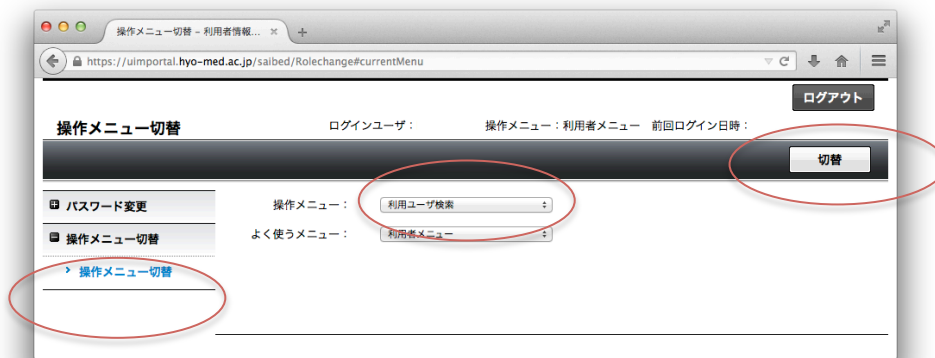 操作メニュー切替 – 利用者情報...
https://uimportal.hyo-med.ac.jp/saibed/Rolechange#currentMenu
ログアウト
操作メニュー切替 ログインユーザ： 操作メニュー：利用者メニュー 前回ログイン日時：
切替
パスワード変更
操作メニュー切替
操作メニュー切替
操作メニュー： 利用ユーザ検索
よく使うメニュー： 利用者メニュー